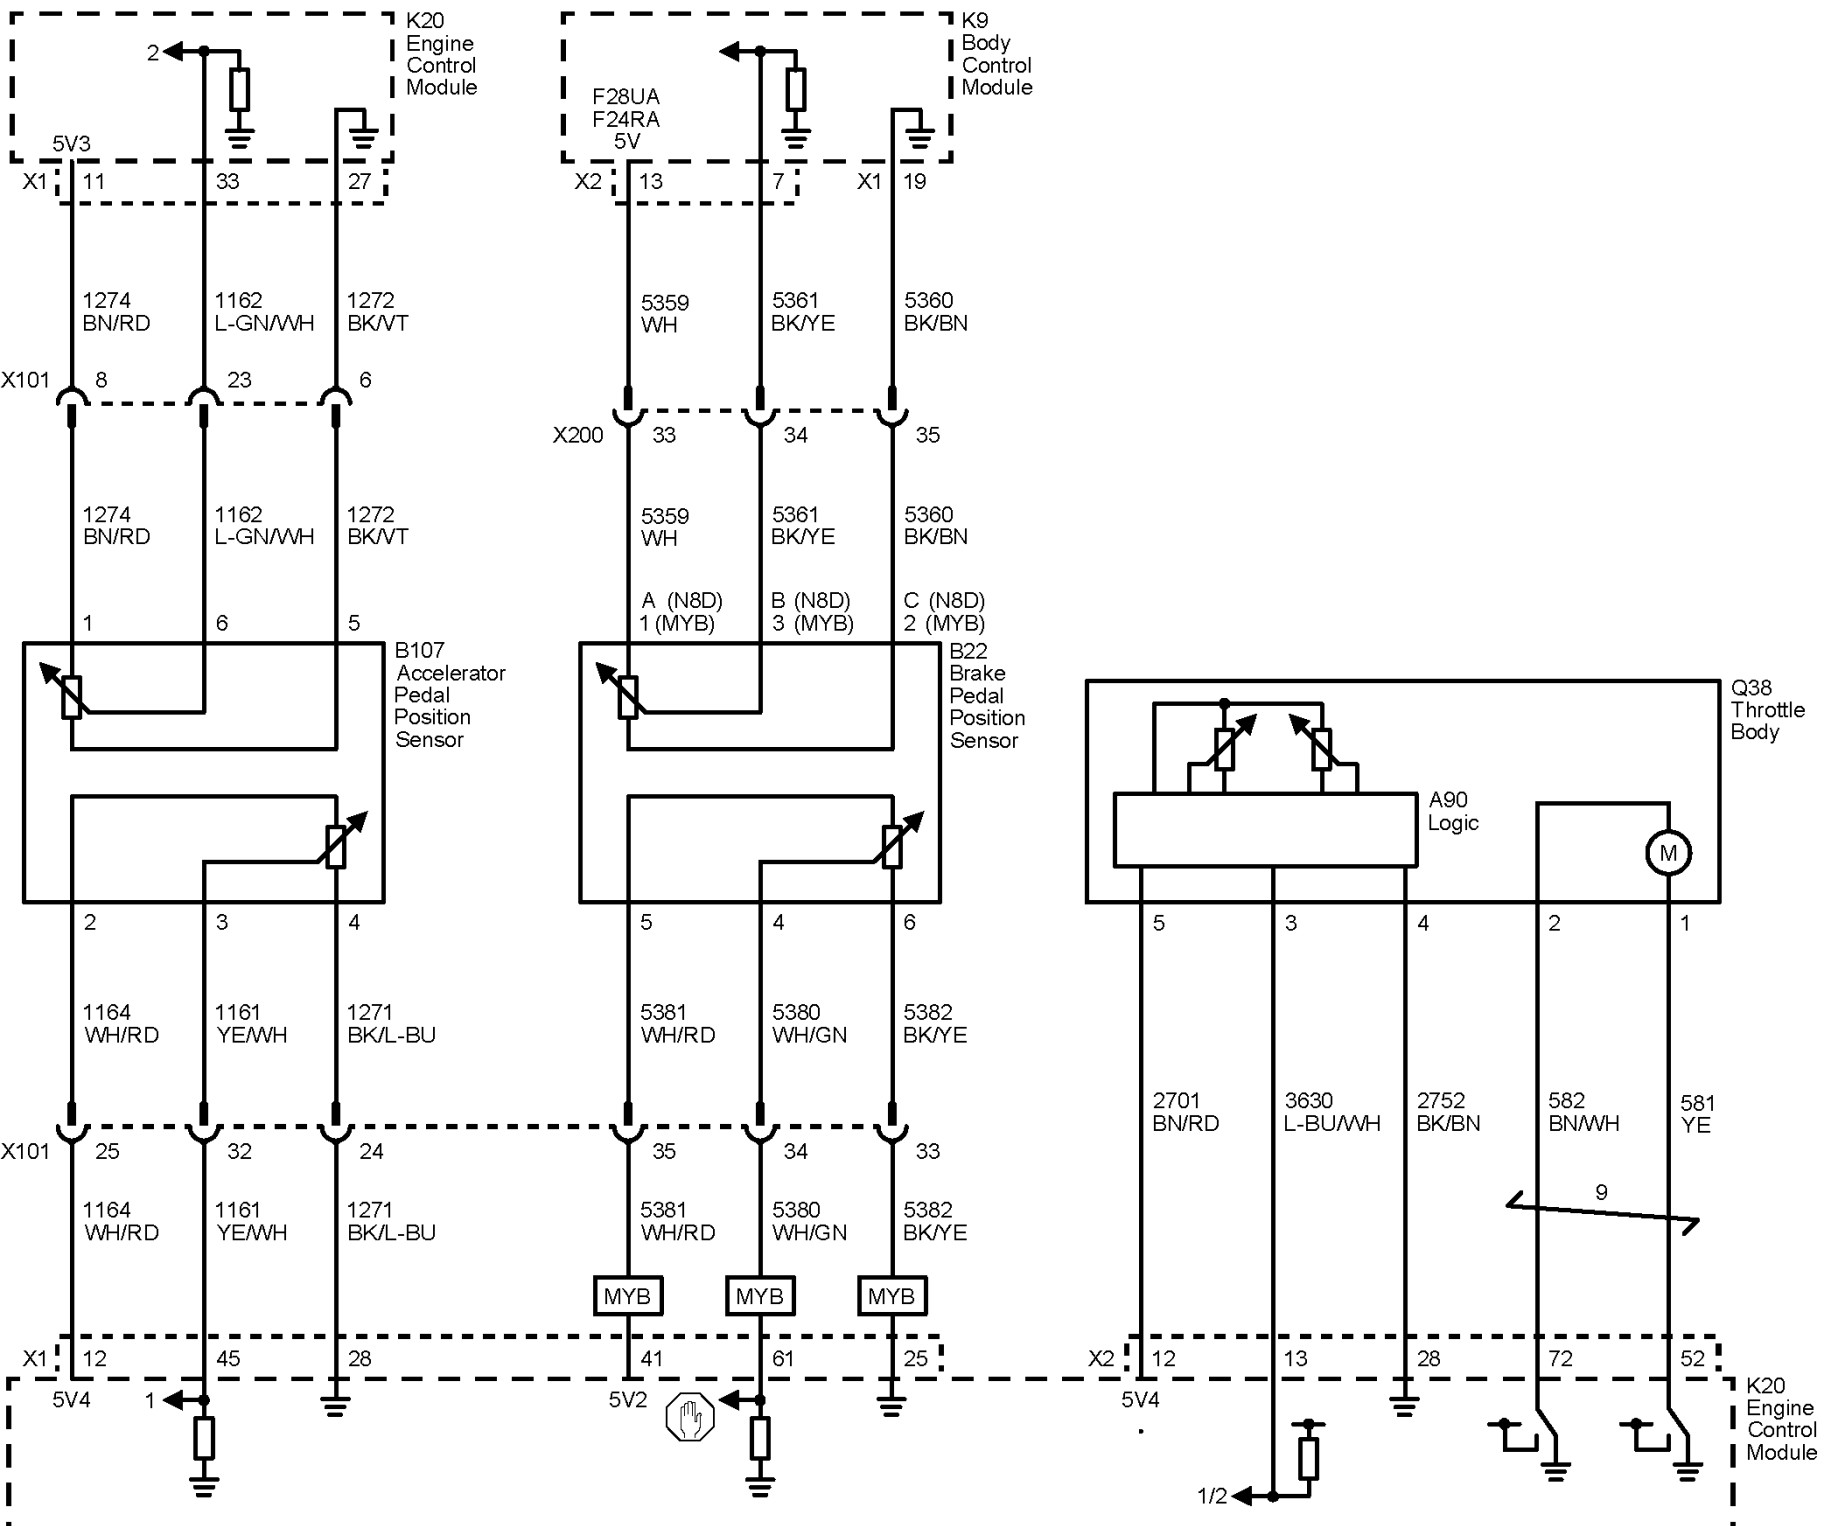 K20
Engine
Control
Module
2
5V3
X1 11 33 27
K9
Body
Control
Module
F28UA
F24RA
5V
X2 13 7 X1 19
1274
BN/RD
1162
L-GN/WH
1272
BK/VT
5359
WH
5361
BK/YE
5360
BK/BN
X101 8 23 6
X200 33 34 35
1274
BN/RD
1162
L-GN/WH
1272
BK/VT
5359
WH
5361
BK/YE
5360
BK/BN
A (N8D)
1 (MYB)
B (N8D)
3 (MYB)
C (N8D)
2 (MYB)
1 6 5
B107
Accelerator
Pedal
Position
Sensor
B22
Brake
Pedal
Position
Sensor
Q38
Throttle
Body
A90
Logic
M
2 3 4 5 4 6 5 3 4 2 1
1164
WH/RD
1161
YE/WH
1271
BK/L-BU
5381
WH/RD
5380
WH/GN
5382
BK/YE
2701
BN/RD
3630
L-BU/WH
2752
BK/BN
582
BN/WH
581
YE
X101 25 32 24 35 34 33
1164
WH/RD
1161
YE/WH
1271
BK/L-BU
5381
WH/RD
5380
WH/GN
5382
BK/YE
9
MYB MYB MYB
X1 12 45 28 41 61 25 X2 12 13 28 72 52
5V4 1 5V2 5V4
K20
Engine
Control
Module
1/2